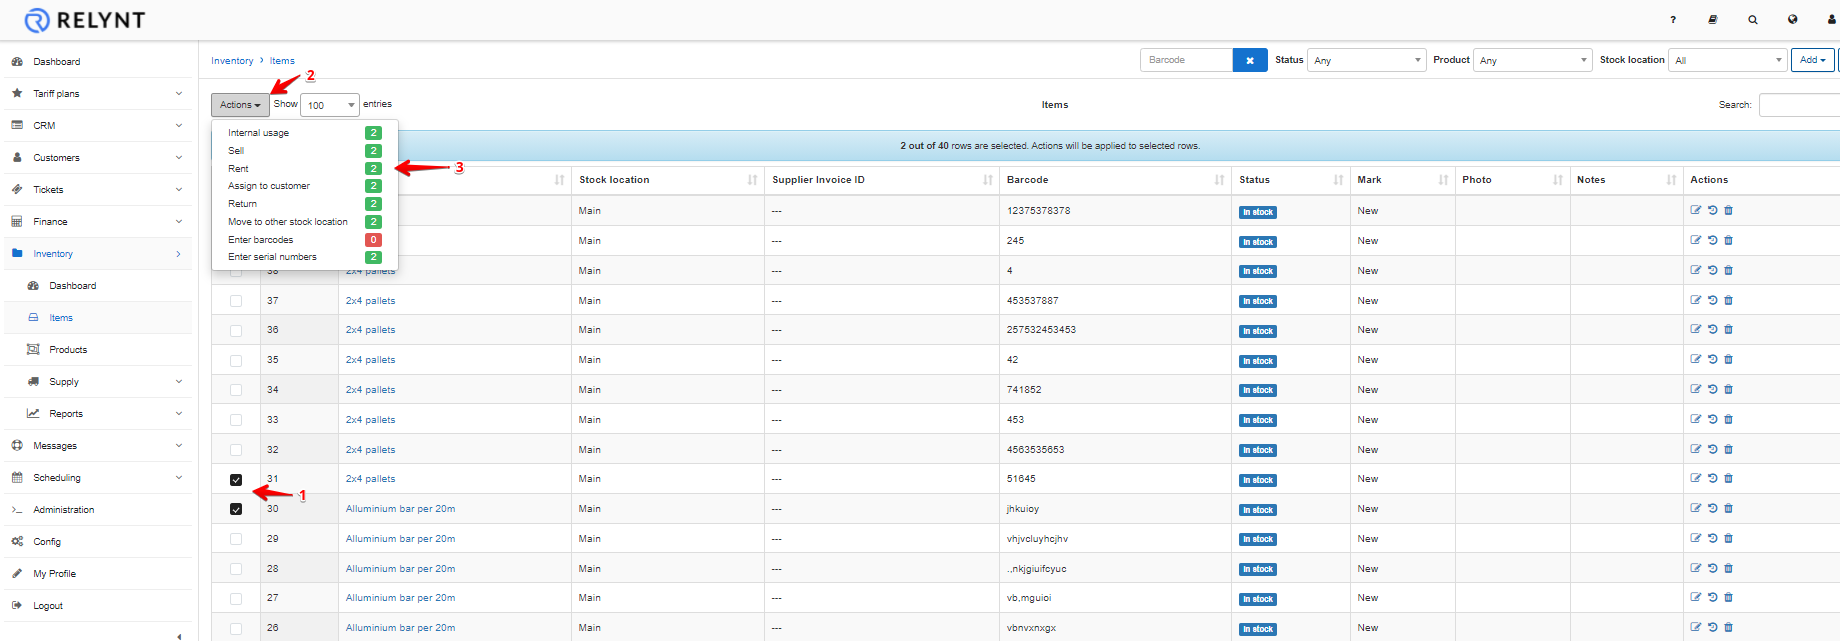 RELYNT
?
Dashboard
Tariff plans
CRM
Customers
Tickets
Finance
Inventory
Dashboard
Items
Products
Supply
Reports
Messages
Scheduling
Administration
Config
My Profile
Logout
Inventory › Items
Barcode
Status Any
Product Any
Stock location All
Add
2
Actions Show 100 entries
Items
Search:
Internal usage 2
Sell 2
Rent 2
Assign to customer 2
Return 2
Move to other stock location 2
Enter barcodes 0
Enter serial numbers 2
3
2 out of 40 rows are selected. Actions will be applied to selected rows.
Stock location Supplier Invoice ID Barcode Status Mark Photo Notes Actions
Main --- 12375378378 In stock New
Main --- 245 In stock New
38 2x4 pallets Main --- 4 In stock New
37 2x4 pallets Main --- 453537887 In stock New
36 2x4 pallets Main --- 257532453453 In stock New
35 2x4 pallets Main --- 42 In stock New
34 2x4 pallets Main --- 741852 In stock New
33 2x4 pallets Main --- 453 In stock New
32 2x4 pallets Main --- 4563535653 In stock New
31 2x4 pallets Main --- 51645 In stock New
1
30 Alluminium bar per 20m Main --- jhkuioy In stock New
29 Alluminium bar per 20m Main --- vhjvcluyhcjhv In stock New
28 Alluminium bar per 20m Main --- .,nkjgiuifcyuc In stock New
27 Alluminium bar per 20m Main --- vb,mguioi In stock New
26 Alluminium bar per 20m Main --- vbnvxnxgx In stock New